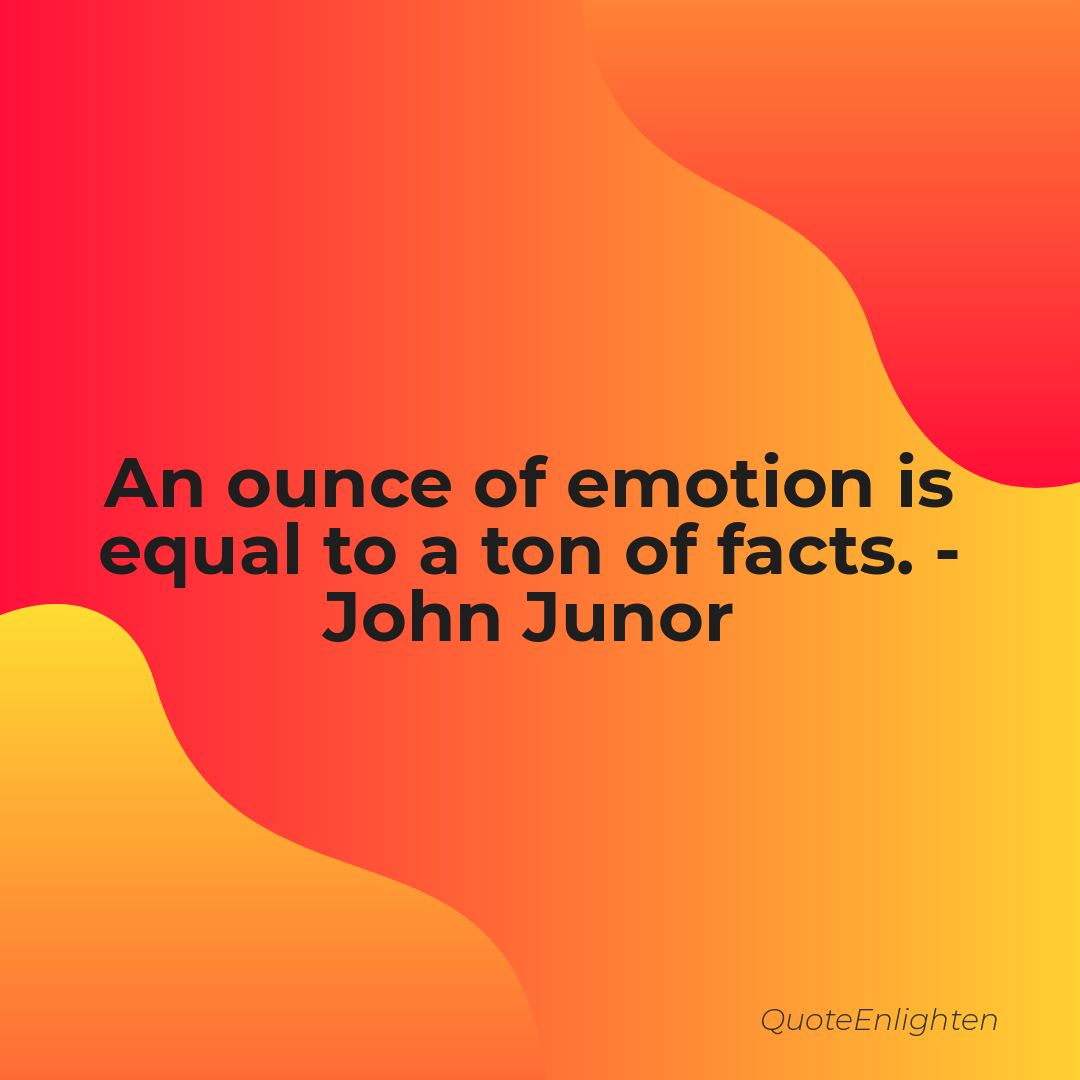 An ounce of emotion is
equal to a ton of facts. -
John Junor
QuoteEnlighten